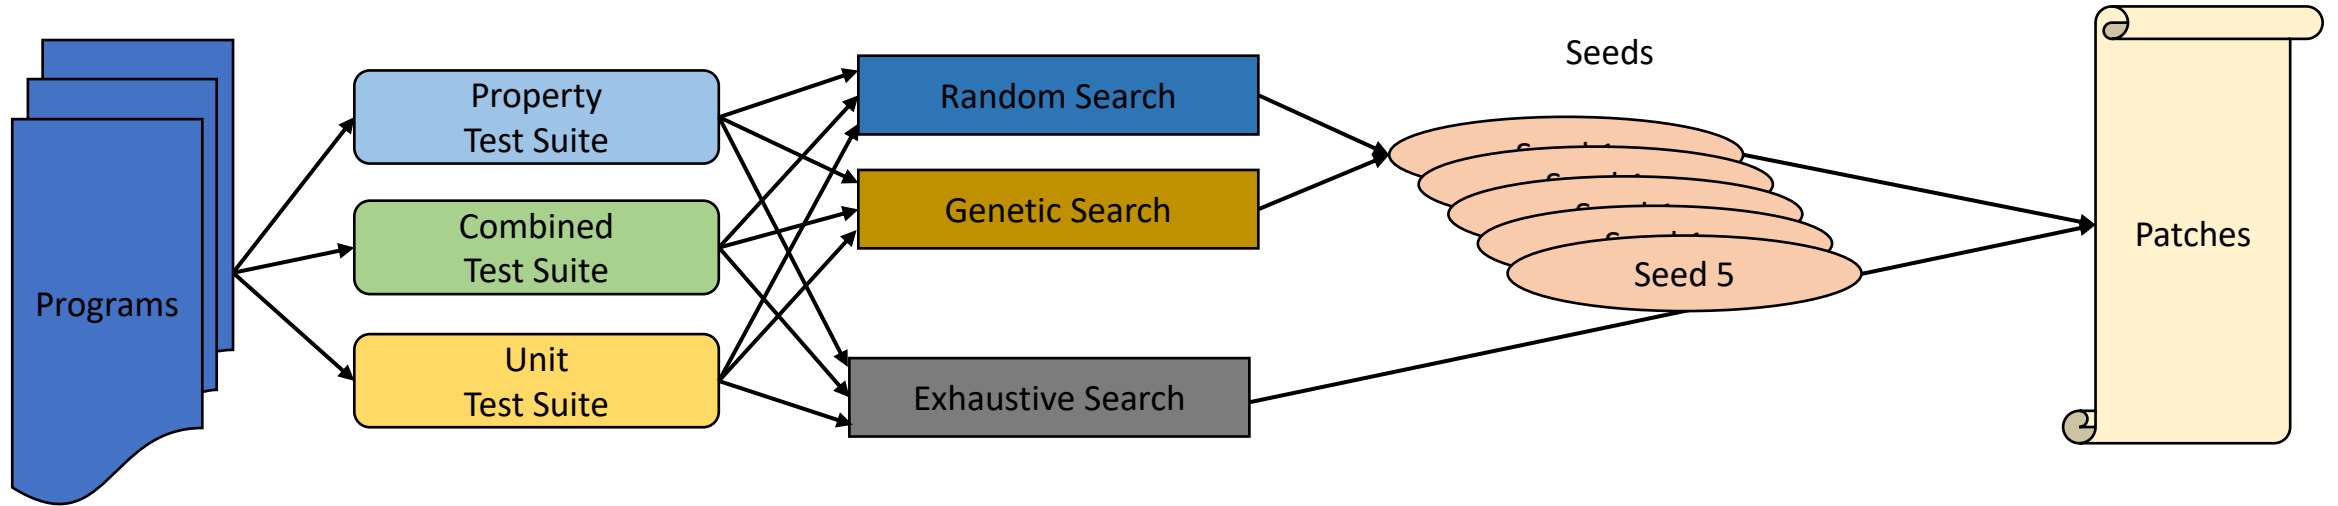 Programs
Property
Test Suite
Combined
Test Suite
Unit
Test Suite
Random Search
Genetic Search
Exhaustive Search
Seeds
Seed 5
Patches